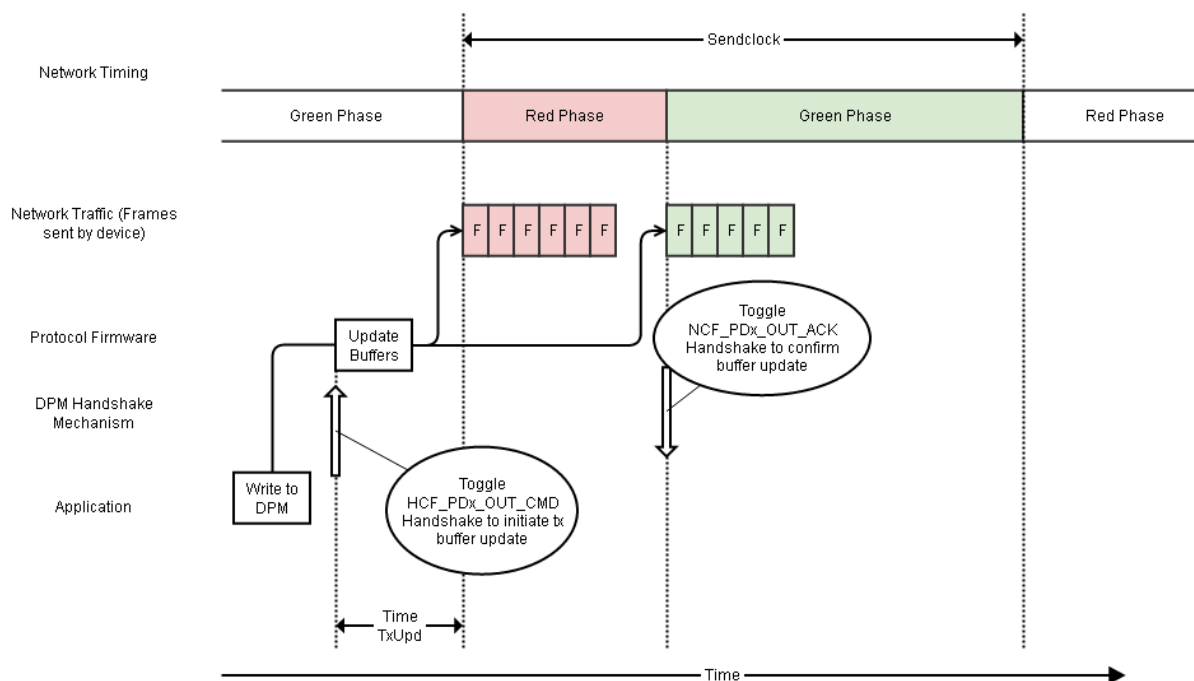 Sendclock
Network Timing
Green Phase
Red Phase
Green Phase
Red Phase
Network Traffic (Frames
sent by device)
F F F F F F
F F F F F
Protocol Firmware
Update
Buffers
Toggle
NCF_PDx_OUT_ACK
Handshake to confirm
buffer update
DPM Handshake
Mechanism
Application
Write to
DPM
Toggle
HCF_PDx_OUT_CMD
Handshake to initiate tx
buffer update
Time
TxUpd
Time